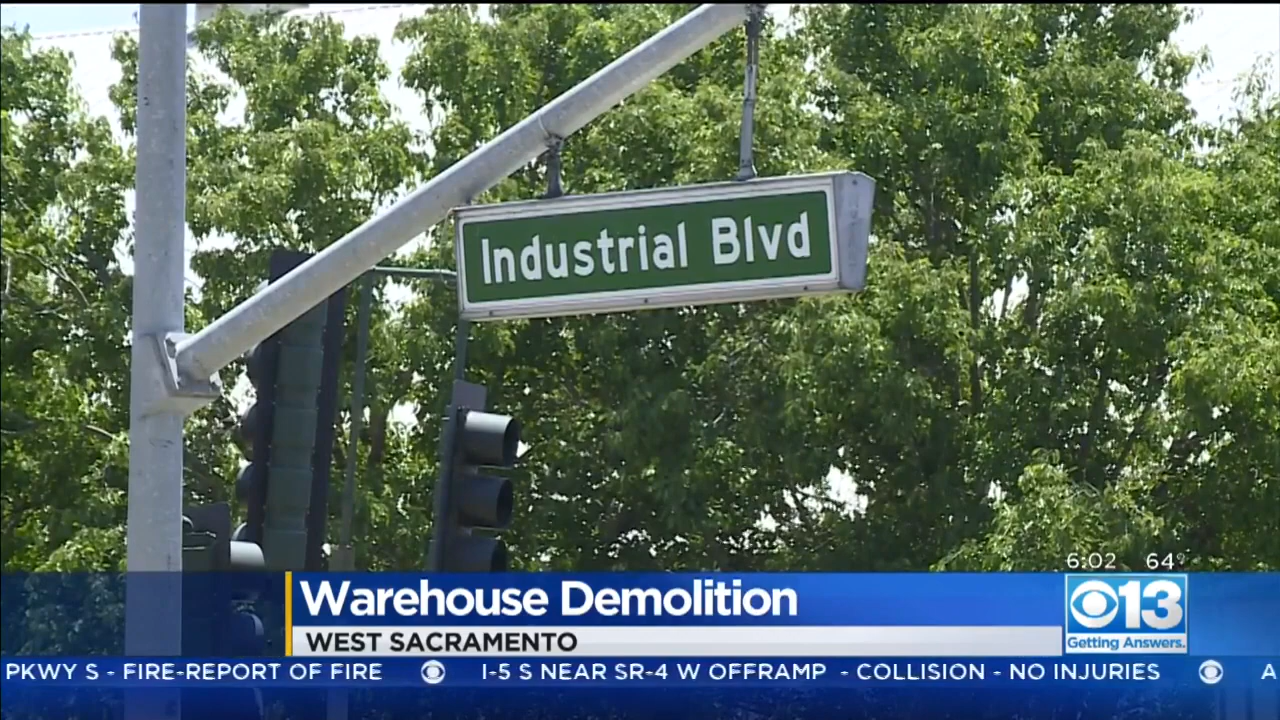 Industrial Blvd
6:02 64°
Warehouse Demolition
CBS 13
WEST SACRAMENTO
Getting Answers.
PKWY S - FIRE-REPORT OF FIRE I-5 S NEAR SR-4 W OFFRAMP - COLLISION - NO INJURIES A